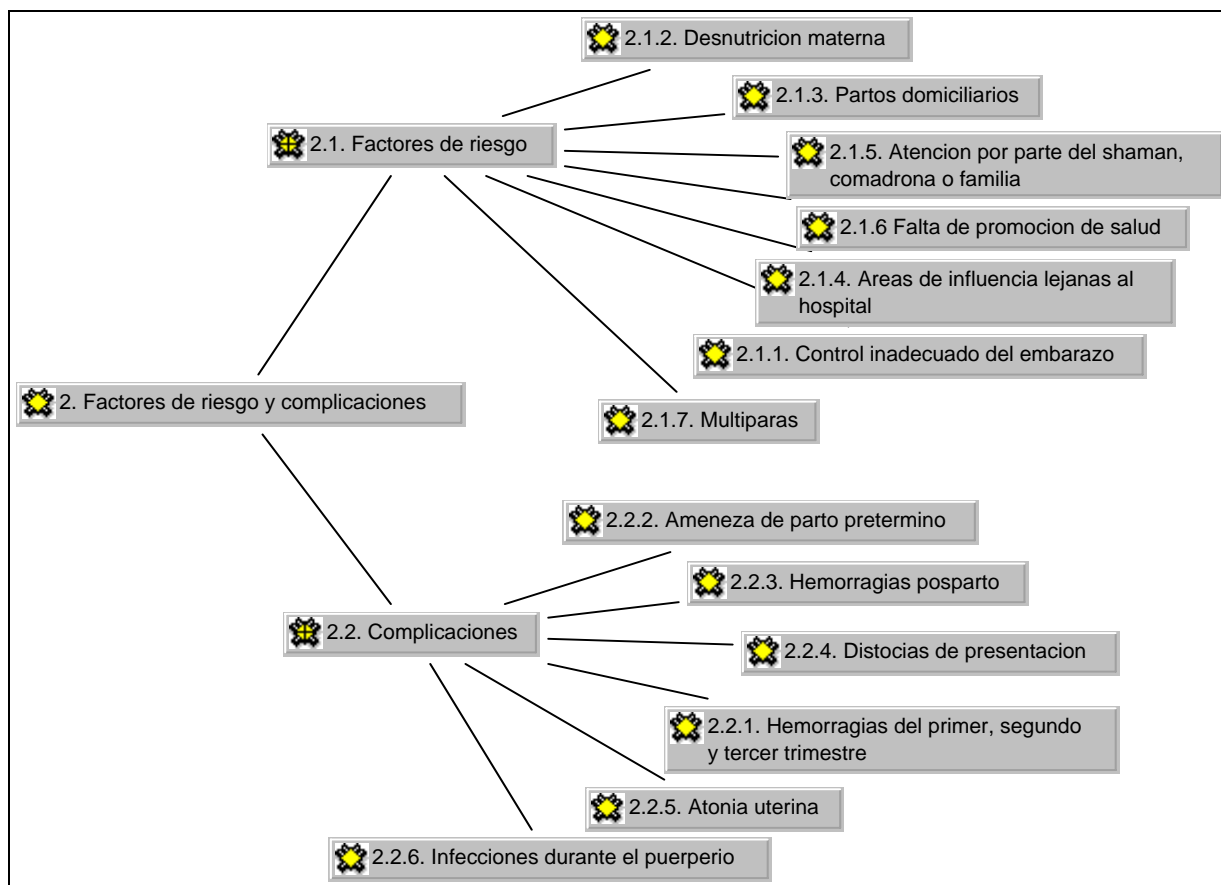 2.1.2. Desnutricion materna
2.1.3. Partos domiciliarios
2.1. Factores de riesgo
2.1.5. Atencion por parte del shaman,
comadrona o familia
2.1.6 Falta de promocion de salud
2.1.4. Areas de influencia lejanas al
hospital
2.1.1. Control inadecuado del embarazo
2. Factores de riesgo y complicaciones
2.1.7. Multiparas
2.2.2. Ameneza de parto pretermino
2.2.3. Hemorragias posparto
2.2. Complicaciones
2.2.4. Distocias de presentacion
2.2.1. Hemorragias del primer, segundo
y tercer trimestre
2.2.5. Atonia uterina
2.2.6. Infecciones durante el puerperio